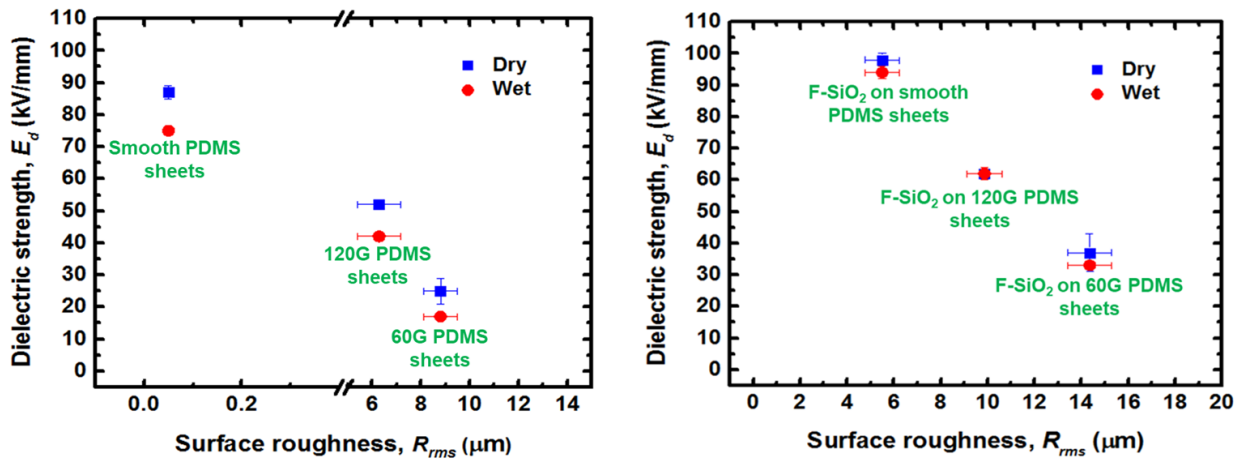 Dielectric strength, E_d (kV/mm)
110
100
90
80
70
60
50
40
30
20
10
0
Dry
Wet
Smooth PDMS
sheets
120G PDMS
sheets
60G PDMS
sheets
0.0 0.2 6 8 10 12 14
Surface roughness, R_rms (μm)
Dielectric strength, E_d (kV/mm)
110
100
90
80
70
60
50
40
30
20
10
0
Dry
Wet
F-SiO₂ on smooth
PDMS sheets
F-SiO₂ on 120G PDMS
sheets
F-SiO₂ on 60G PDMS
sheets
0 2 4 6 8 10 12 14 16 18 20
Surface roughness, R_rms (μm)